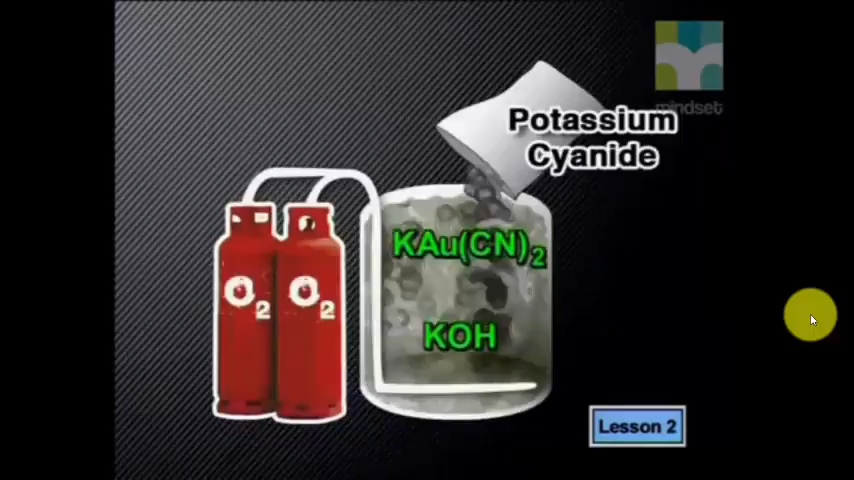 mindset
Potassium
Cyanide
KAu(CN)₂
O₂ O₂
KOH
Lesson 2